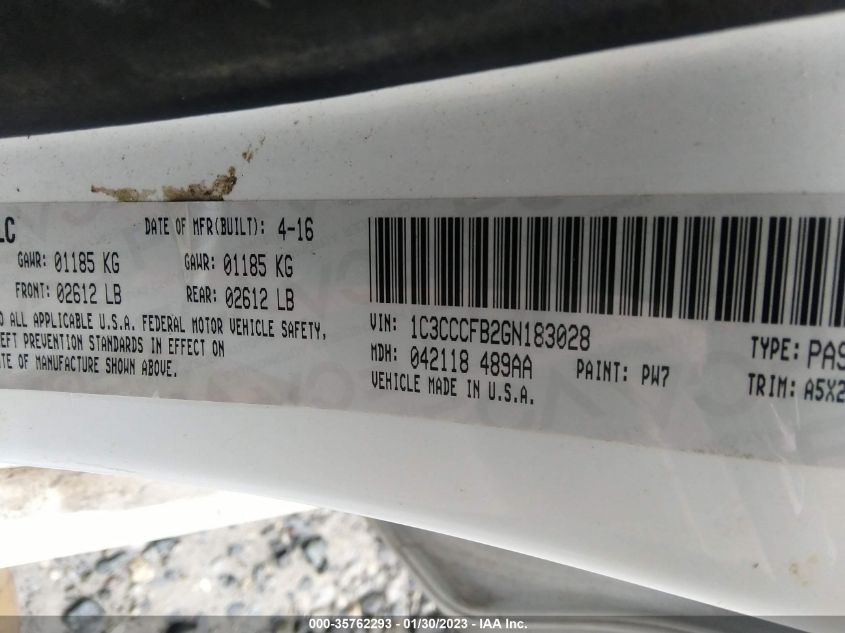 LC
DATE OF MFR(BUILT): 4-16
GAWR: 01185 KG GAWR: 01185 KG
FRONT: 02612 LB REAR: 02612 LB
O ALL APPLICABLE U.S.A. FEDERAL MOTOR VEHICLE SAFETY,
EFT PREVENTION STANDARDS IN EFFECT ON
ATE OF MANUFACTURE SHOWN ABOVE.
VIN: 1C3CCCFB2GN183028
TYPE: PAS
MDH: 042118 489AA PAINT: PW7
TRIM: A5X2
VEHICLE MADE IN U.S.A.
000-35762293 - 01/30/2023 - IAA Inc.